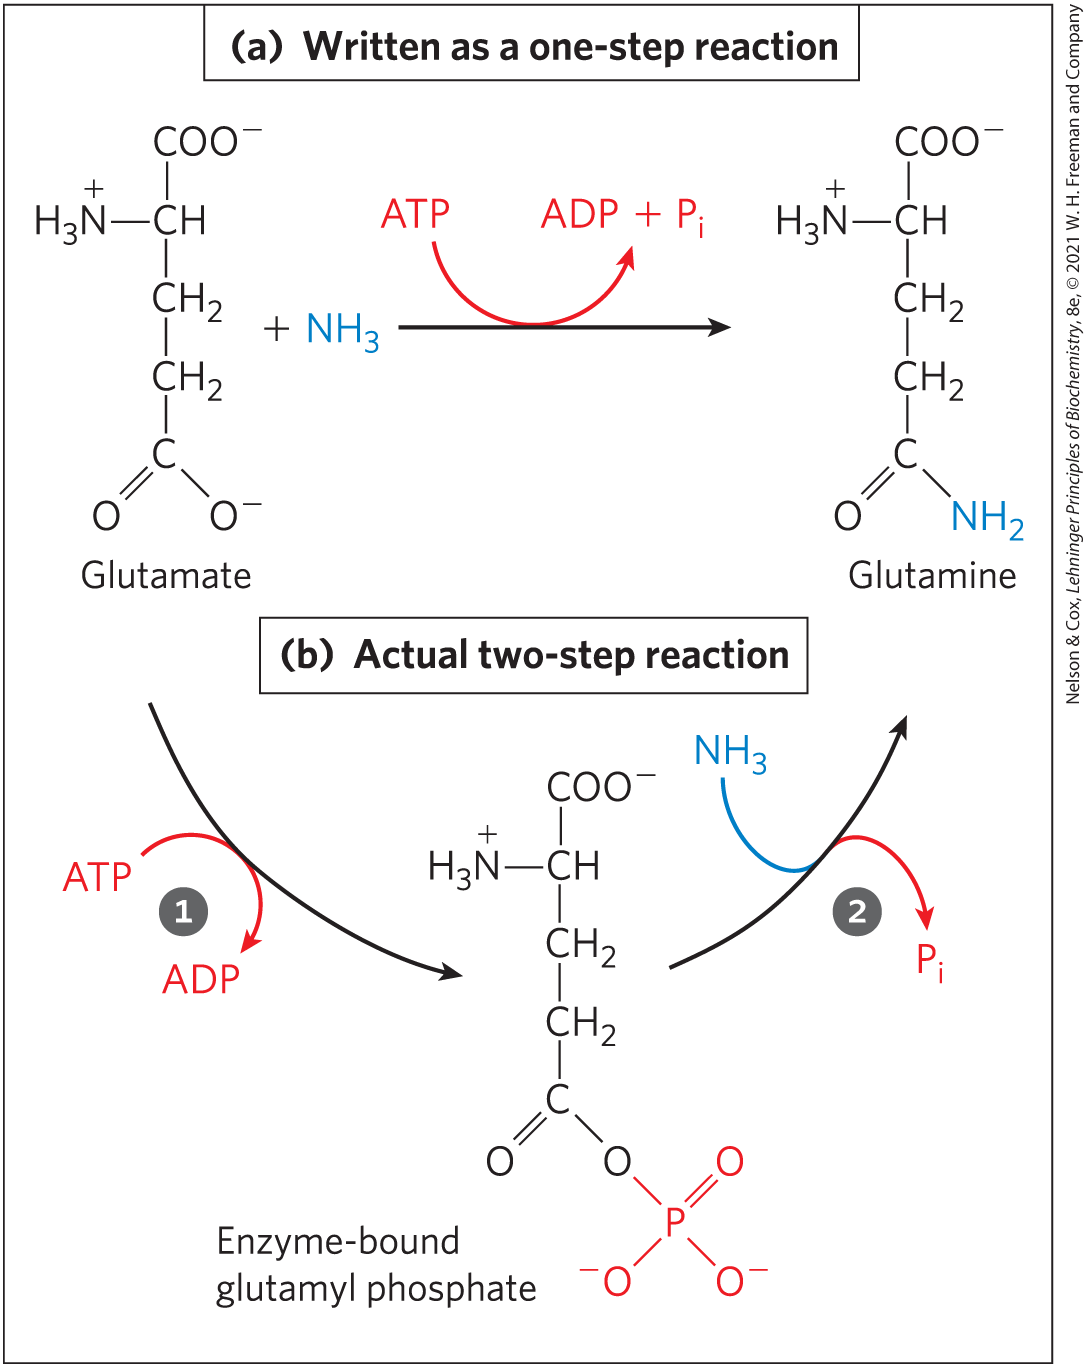 (a) Written as a one-step reaction
COO⁻
H₃N⁺—CH
CH₂
CH₂
C
O O⁻
Glutamate
+ NH₃
ATP
ADP + Pᵢ
COO⁻
H₃N⁺—CH
CH₂
CH₂
C
O NH₂
Glutamine
(b) Actual two-step reaction
ATP
1
ADP
COO⁻
H₃N⁺—CH
CH₂
CH₂
C
O O
P
O
⁻O O⁻
Enzyme-bound
glutamyl phosphate
NH₃
2
Pᵢ
Nelson & Cox, Lehninger Principles of Biochemistry, 8e, © 2021 W. H. Freeman and Company